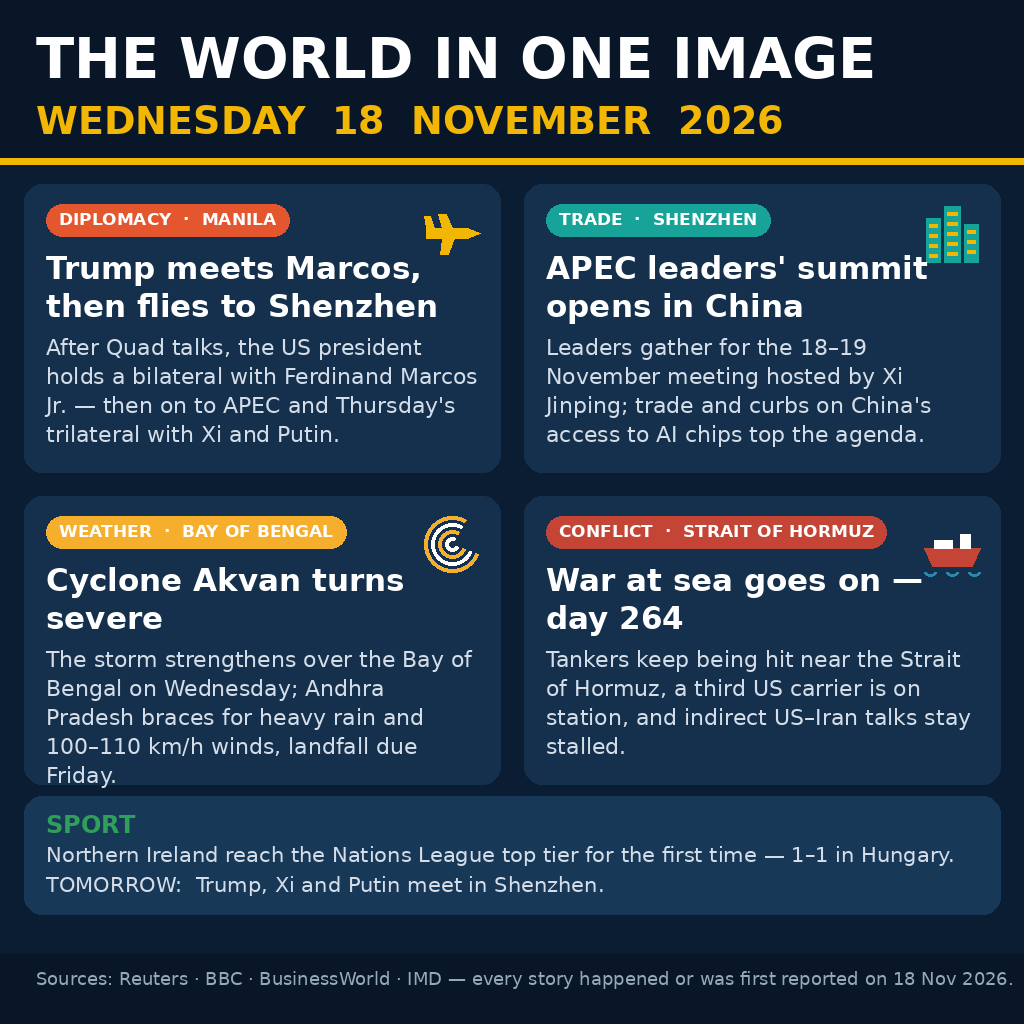 THE WORLD IN ONE IMAGE
WEDNESDAY 18 NOVEMBER 2026
DIPLOMACY · MANILA
Trump meets Marcos,
then flies to Shenzhen
After Quad talks, the US president
holds a bilateral with Ferdinand Marcos
Jr. — then on to APEC and Thursday's
trilateral with Xi and Putin.
TRADE · SHENZHEN
APEC leaders' summit
opens in China
Leaders gather for the 18–19
November meeting hosted by Xi
Jinping; trade and curbs on China's
access to AI chips top the agenda.
WEATHER · BAY OF BENGAL
Cyclone Akvan turns
severe
The storm strengthens over the Bay of
Bengal on Wednesday; Andhra
Pradesh braces for heavy rain and
100–110 km/h winds, landfall due
Friday.
CONFLICT · STRAIT OF HORMUZ
War at sea goes on —
day 264
Tankers keep being hit near the Strait
of Hormuz, a third US carrier is on
station, and indirect US–Iran talks stay
stalled.
SPORT
Northern Ireland reach the Nations League top tier for the first time — 1–1 in Hungary.
TOMORROW: Trump, Xi and Putin meet in Shenzhen.
Sources: Reuters · BBC · BusinessWorld · IMD — every story happened or was first reported on 18 Nov 2026.